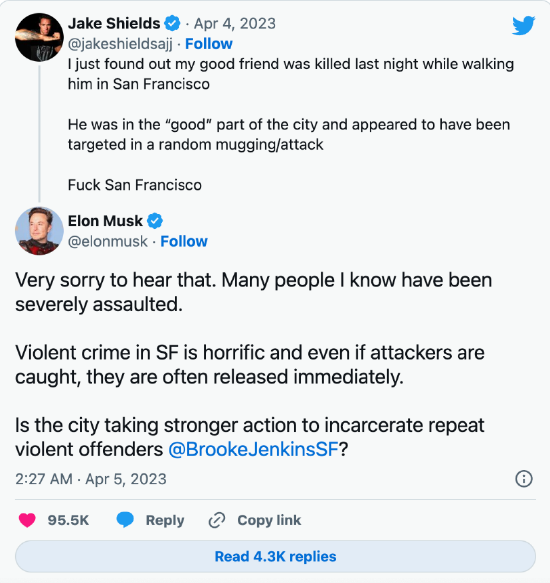 Jake Shields · Apr 4, 2023
@jakeshieldsajj · Follow
I just found out my good friend was killed last night while walking
him in San Francisco
He was in the “good” part of the city and appeared to have been
targeted in a random mugging/attack
Fuck San Francisco
Elon Musk
@elonmusk · Follow
Very sorry to hear that. Many people I know have been
severely assaulted.
Violent crime in SF is horrific and even if attackers are
caught, they are often released immediately.
Is the city taking stronger action to incarcerate repeat
violent offenders @BrookeJenkinsSF?
2:27 AM · Apr 5, 2023
95.5K Reply Copy link
Read 4.3K replies